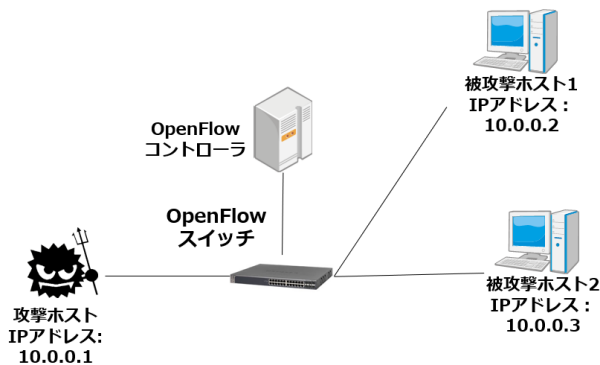 被攻撃ホスト1
IPアドレス：
10.0.0.2
OpenFlow
コントローラ
OpenFlow
スイッチ
被攻撃ホスト2
IPアドレス：
10.0.0.3
攻撃ホスト
IPアドレス:
10.0.0.1